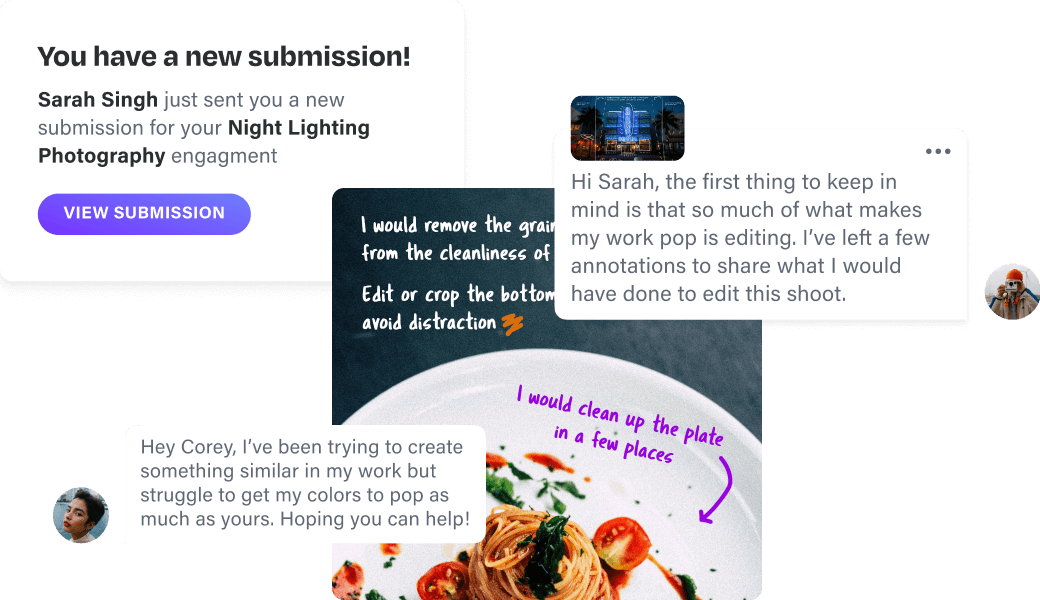 You have a new submission!
Sarah Singh just sent you a new
submission for your Night Lighting
Photography engagment
VIEW SUBMISSION
Hi Sarah, the first thing to keep in
mind is that so much of what makes
my work pop is editing. I’ve left a few
annotations to share what I would
have done to edit this shoot.
I would remove the grain
from the cleanliness of
Edit or crop the bottom
avoid distraction
I would clean up the plate
in a few places
Hey Corey, I’ve been trying to create
something similar in my work but
struggle to get my colors to pop as
much as yours. Hoping you can help!